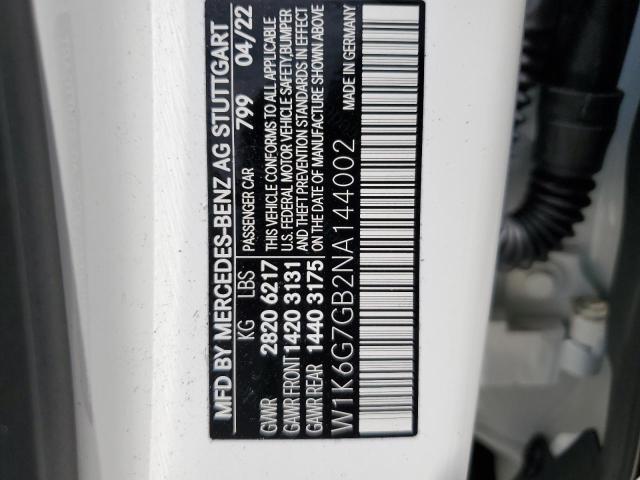 MFD BY MERCEDES-BENZ AG STUTTGART
PASSENGER CAR 799 04/22
KG LBS
GWR 2820 6217
GAWR FRONT 1420 3131
GAWR REAR 1440 3175
THIS VEHICLE CONFORMS TO ALL APPLICABLE
U.S. FEDERAL MOTOR VEHICLE SAFETY, BUMPER
AND THEFT PREVENTION STANDARDS IN EFFECT
ON THE DATE OF MANUFACTURE SHOWN ABOVE
W1K6G7GB2NA144002
MADE IN GERMANY